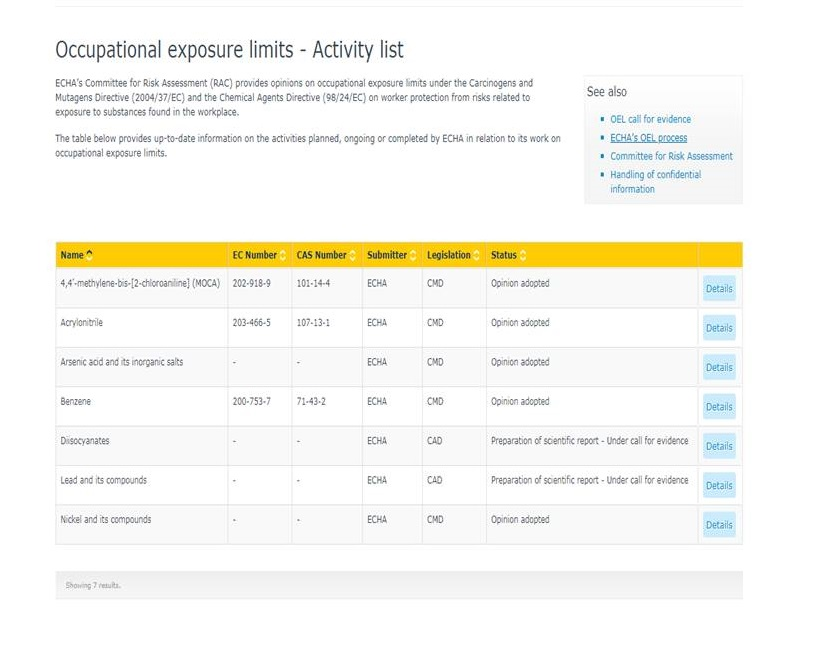 Occupational exposure limits - Activity list
ECHA's Committee for Risk Assessment (RAC) provides opinions on occupational exposure limits under the Carcinogens and
Mutagens Directive (2004/37/EC) and the Chemical Agents Directive (98/24/EC) on worker protection from risks related to
exposure to substances found in the workplace.
The table below provides up-to-date information on the activities planned, ongoing or completed by ECHA in relation to its work on
occupational exposure limits.
See also
OEL call for evidence
ECHA's OEL process
Committee for Risk Assessment
Handling of confidential
information
Name EC Number CAS Number Submitter Legislation Status
4,4'-methylene-bis-[2-chloroaniline] (MOCA) 202-918-9 101-14-4 ECHA CMD Opinion adopted Details
Acrylonitrile 203-466-5 107-13-1 ECHA CMD Opinion adopted Details
Arsenic acid and its inorganic salts - - ECHA CMD Opinion adopted Details
Benzene 200-753-7 71-43-2 ECHA CMD Opinion adopted Details
Diisocyanates - - ECHA CAD Preparation of scientific report - Under call for evidence Details
Lead and its compounds - - ECHA CAD Preparation of scientific report - Under call for evidence Details
Nickel and its compounds - - ECHA CMD Opinion adopted Details
Showing 7 results.